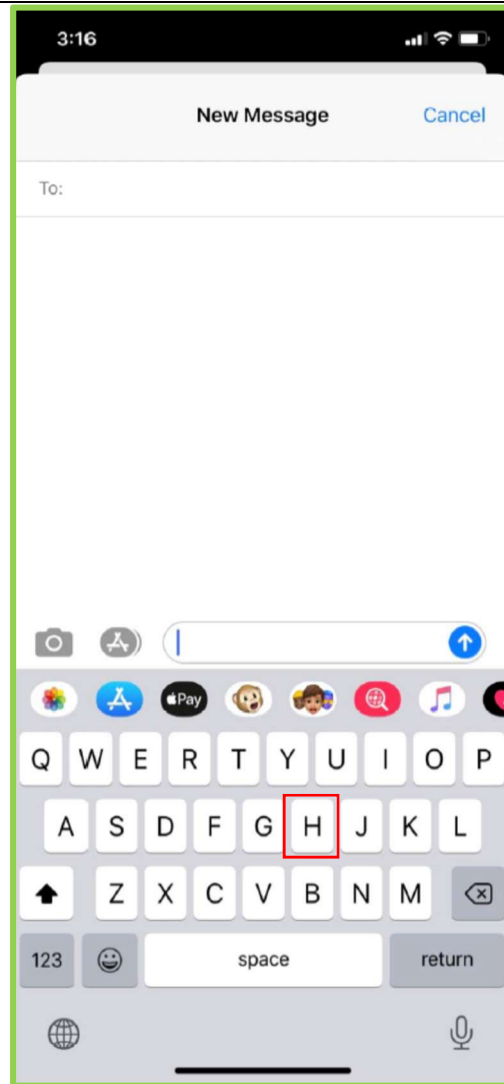 3:16
New Message Cancel
To:
Pay
Q W E R T Y U I O P
A S D F G H J K L
Z X C V B N M
123 space return